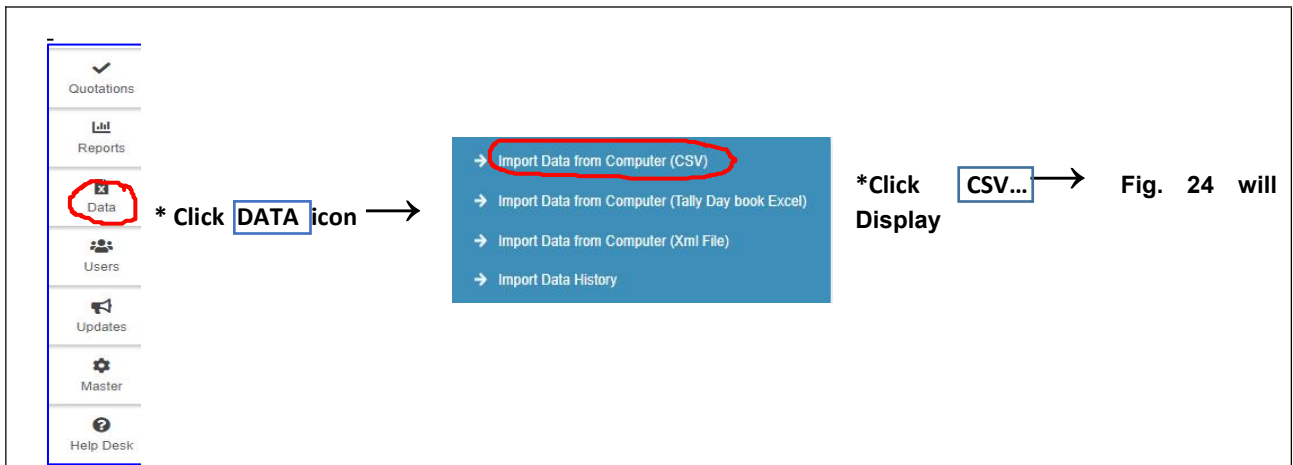 Quotations
Reports
Data
Users
Updates
Master
Help Desk
* Click DATA icon →
→ Import Data from Computer (CSV)
→ Import Data from Computer (Tally Day book Excel)
→ Import Data from Computer (Xml File)
→ Import Data History
*Click CSV... → Fig. 24 will
Display